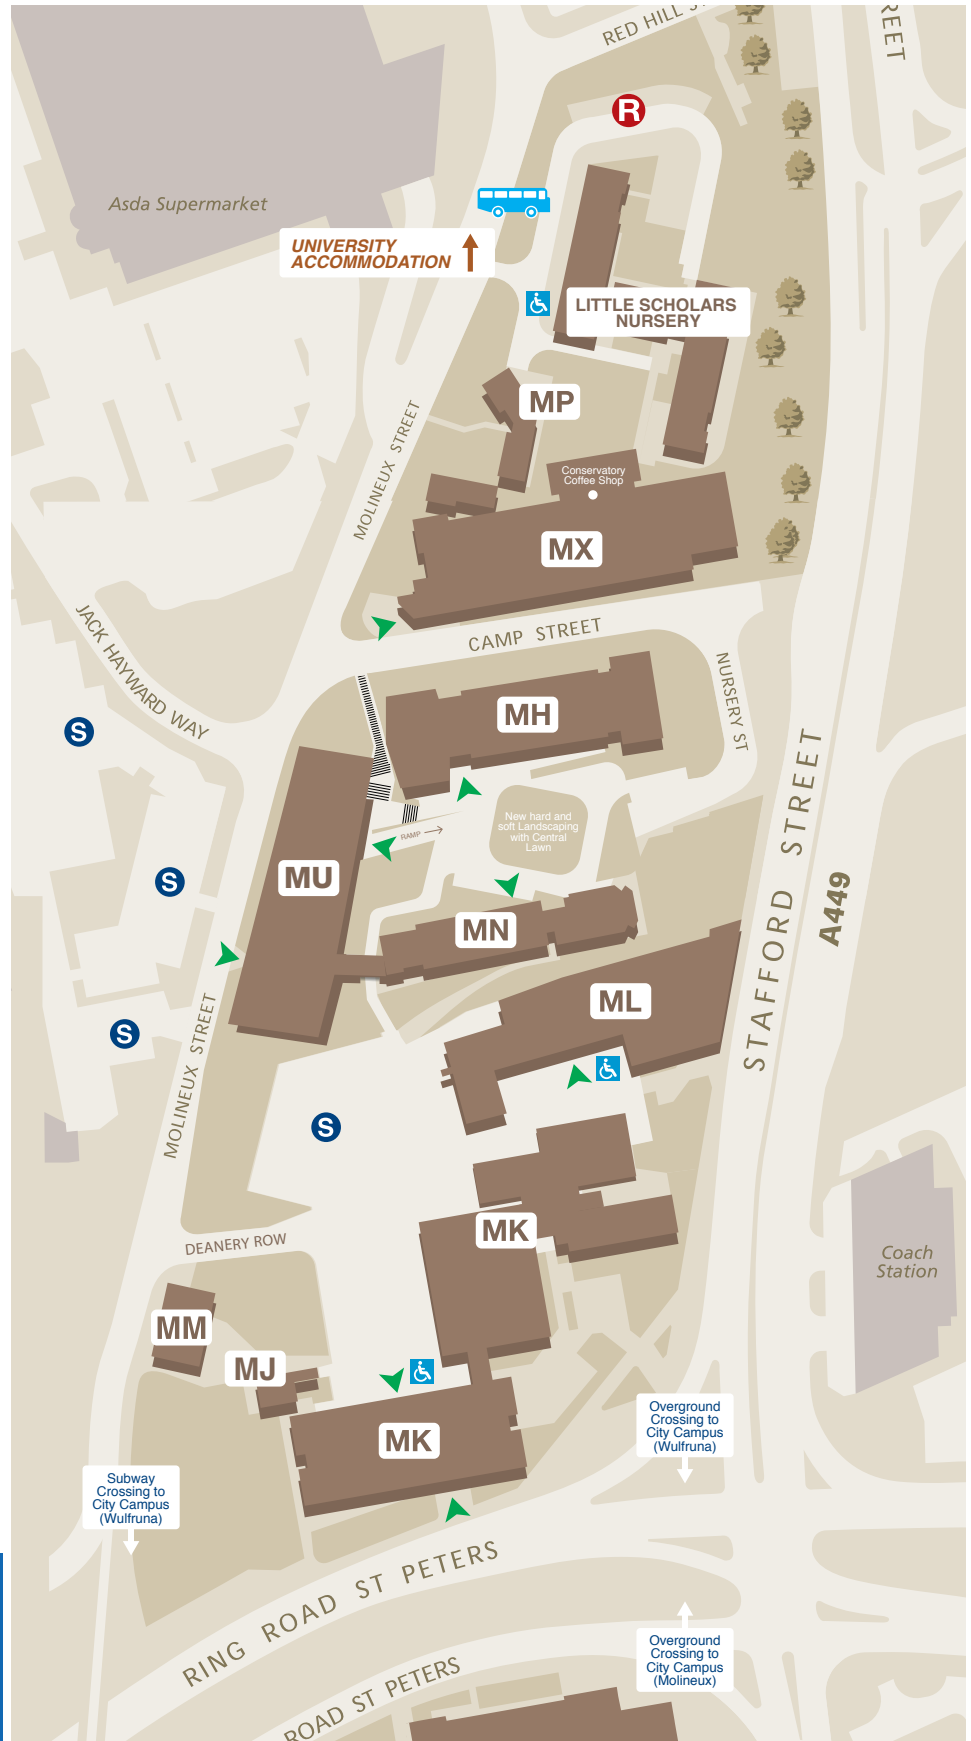 RED HILL S
REET
R
Asda Supermarket
UNIVERSITY
ACCOMMODATION
LITTLE SCHOLARS
NURSERY
MP
MOLINEUX STREET
Conservatory
Coffee Shop
MX
CAMP STREET
JACK HAYWARD WAY
NURSERY ST
MH
S
STAFFORD STREET
A449
New hard and
soft Landscaping
with Central
Lawn
RAMP
MU
S
MN
ML
MOLINEUX STREET
S
S
MK
DEANERY ROW
Coach
Station
MM
MJ
MK
Overground
Crossing to
City Campus
(Wulfruna)
Subway
Crossing to
City Campus
(Wulfruna)
RING ROAD ST PETERS
Overground
Crossing to
City Campus
(Molineux)
ROAD ST PETERS